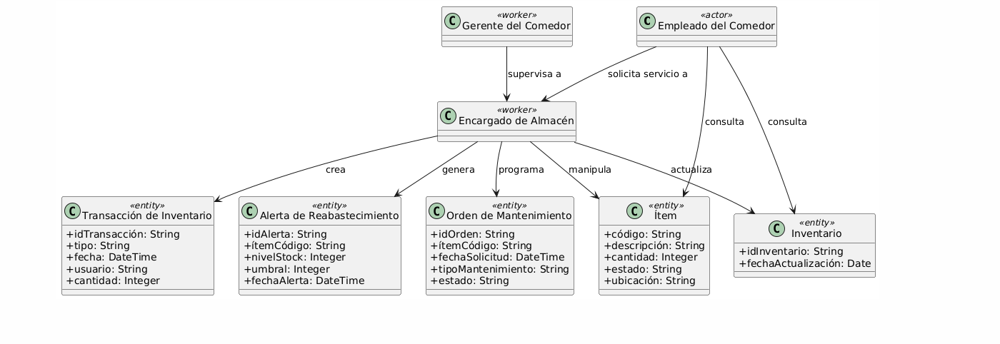 C
«worker»
Gerente del Comedor
C
«actor»
Empleado del Comedor
supervisa a
solicita servicio a
C
«worker»
Encargado de Almacén
consulta
consulta
crea
genera
programa
manipula
actualiza
C
«entity»
Transacción de Inventario
+idTransacción: String
+tipo: String
+fecha: DateTime
+usuario: String
+cantidad: Integer
C
«entity»
Alerta de Reabastecimiento
+idAlerta: String
+ítemCódigo: String
+nivelStock: Integer
+umbral: Integer
+fechaAlerta: DateTime
C
«entity»
Orden de Mantenimiento
+idOrden: String
+ítemCódigo: String
+fechaSolicitud: DateTime
+tipoMantenimiento: String
+estado: String
C
«entity»
Ítem
+código: String
+descripción: String
+cantidad: Integer
+estado: String
+ubicación: String
C
«entity»
Inventario
+idInventario: String
+fechaActualización: Date